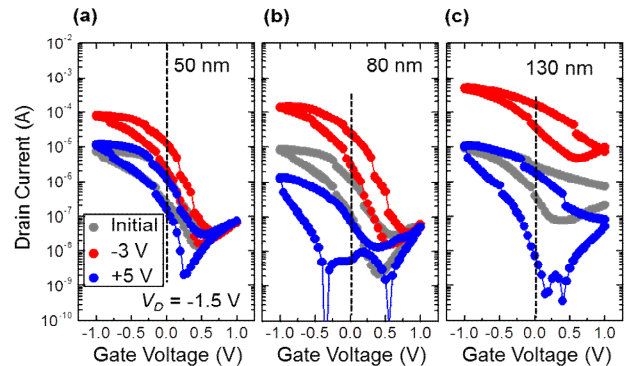 (a) (b) (c)
50 nm 80 nm 130 nm
Drain Current (A)
10⁻² 10⁻³ 10⁻⁴ 10⁻⁵ 10⁻⁶ 10⁻⁷ 10⁻⁸ 10⁻⁹ 10⁻¹⁰
Initial
-3 V
+5 V
V_D = -1.5 V
-1.0 -0.5 0.0 0.5 1.0 -1.0 -0.5 0.0 0.5 1.0 -1.0 -0.5 0.0 0.5 1.0
Gate Voltage (V) Gate Voltage (V) Gate Voltage (V)